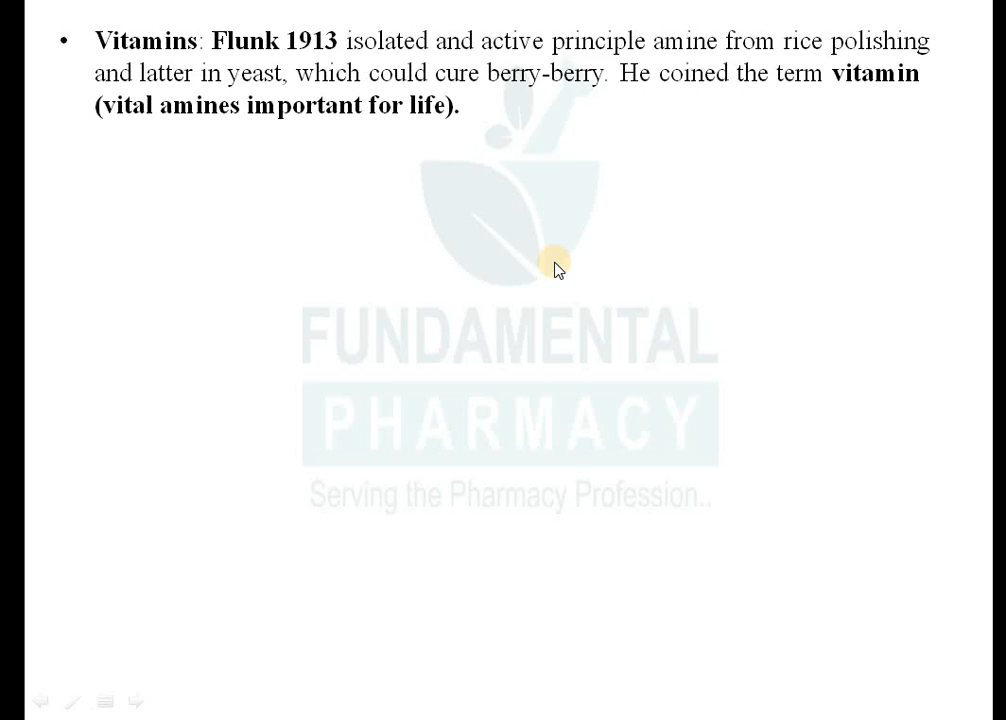 • Vitamins: Flunk 1913 isolated and active principle amine from rice polishing
and latter in yeast, which could cure berry-berry. He coined the term vitamin
(vital amines important for life).
FUNDAMENTAL
PHARMACY
Serving the Pharmacy Profession..